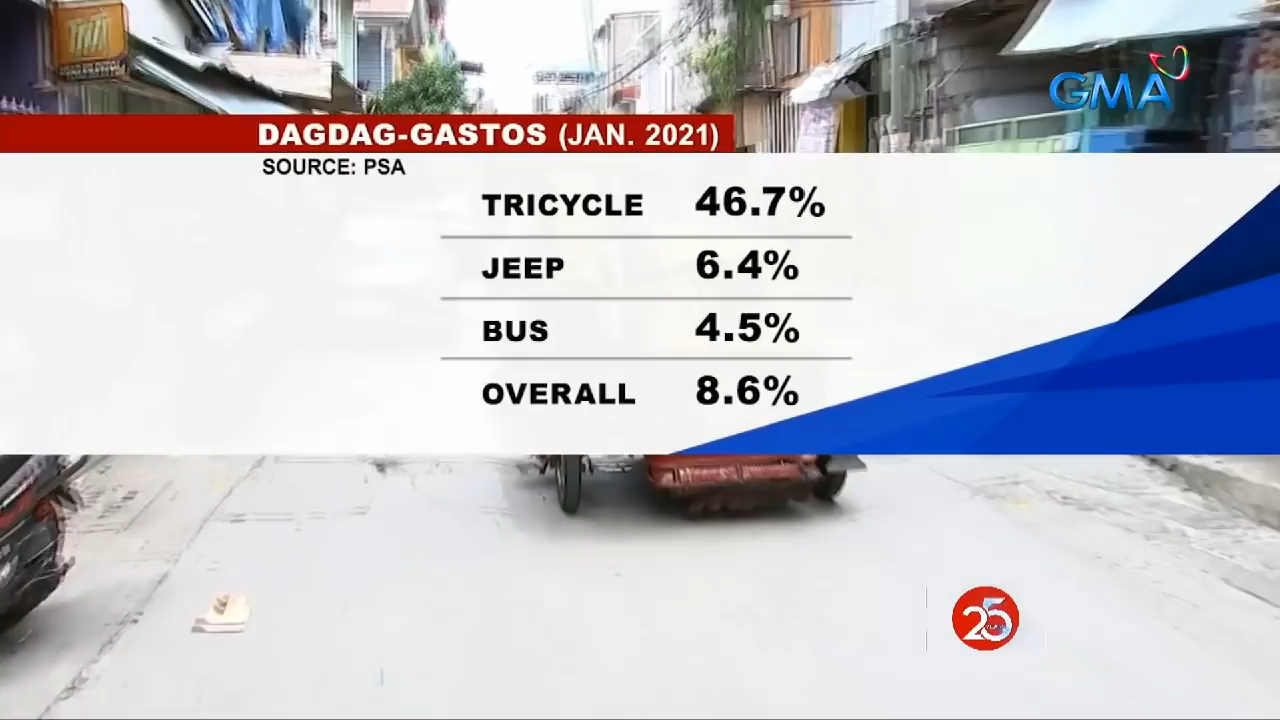 GMA
DAGDAG-GASTOS (JAN. 2021)
SOURCE: PSA
TRICYCLE 46.7%
JEEP 6.4%
BUS 4.5%
OVERALL 8.6%
25